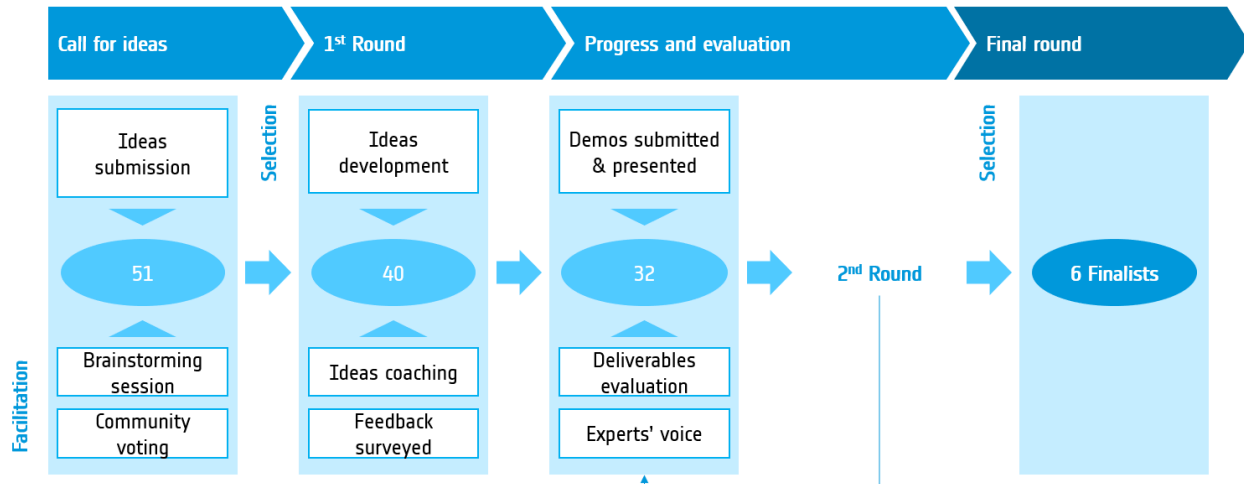 Call for ideas
1st Round
Progress and evaluation
Final round
Selection
Selection
Facilitation
Ideas
submission
51
Brainstorming
session
Community
voting
Ideas
development
40
Ideas coaching
Feedback
surveyed
Demos submitted
& presented
32
Deliverables
evaluation
Experts' voice
2nd Round
6 Finalists